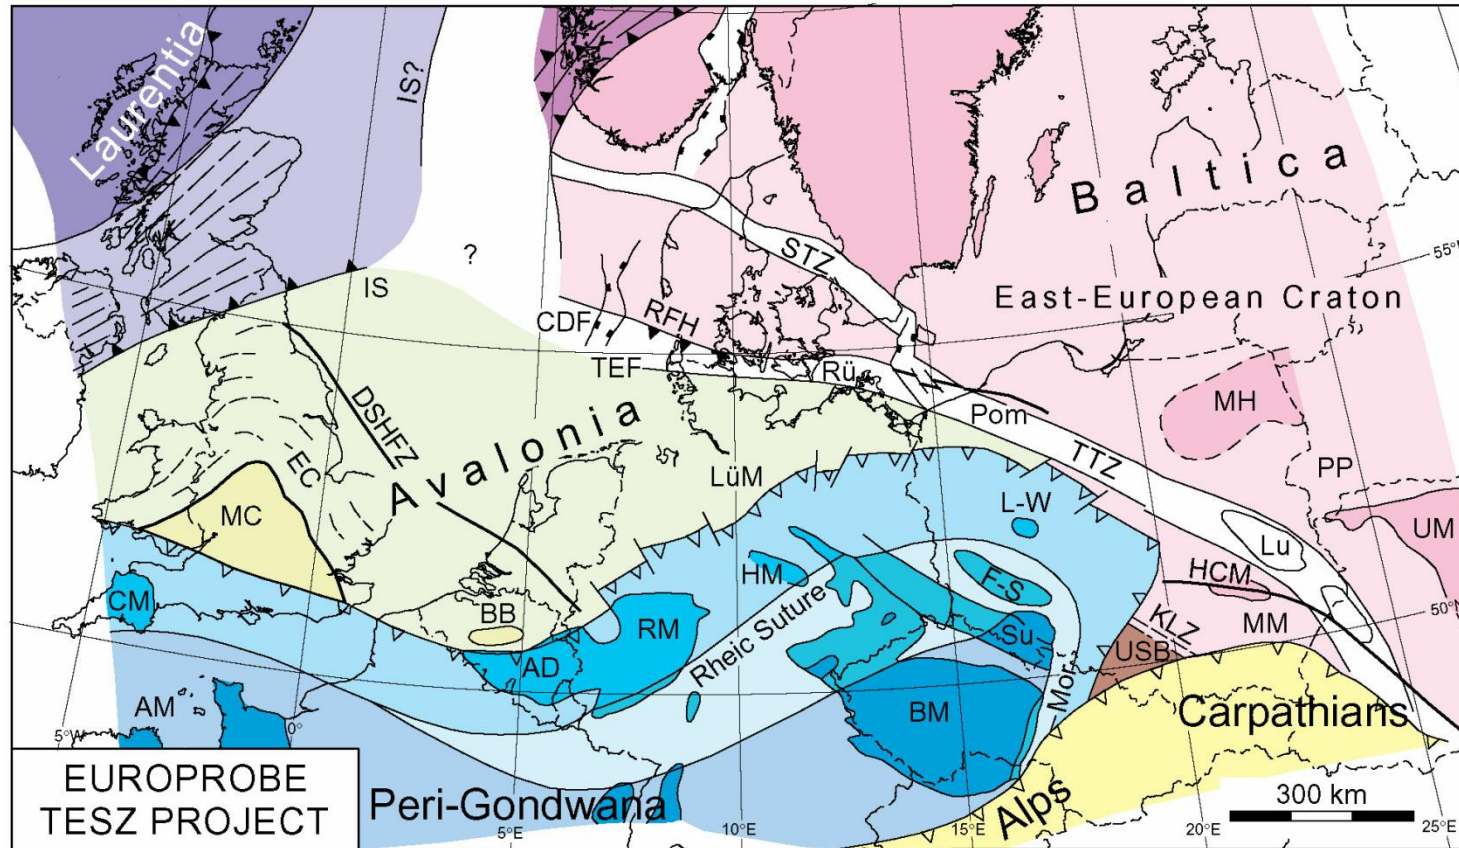 Laurentia
IS?
Baltica
?
STZ
55°N
IS
East-European Craton
CDF
RFH
TEF
Rü
DSHFZ
MH
Pom
Avalonia
EC
TTZ
PP
LüM
MC
L-W
UM
Lu
HM
HCM
F-S
CM
50°N
BB
RM
Rheic Suture
Su
KLZ
MM
USB
AD
Mor.
AM
BM
Carpathians
5°W
0°
EUROPROBE
TESZ PROJECT
Peri-Gondwana
Alps
300 km
5°E
10°E
15°E
20°E
25°E